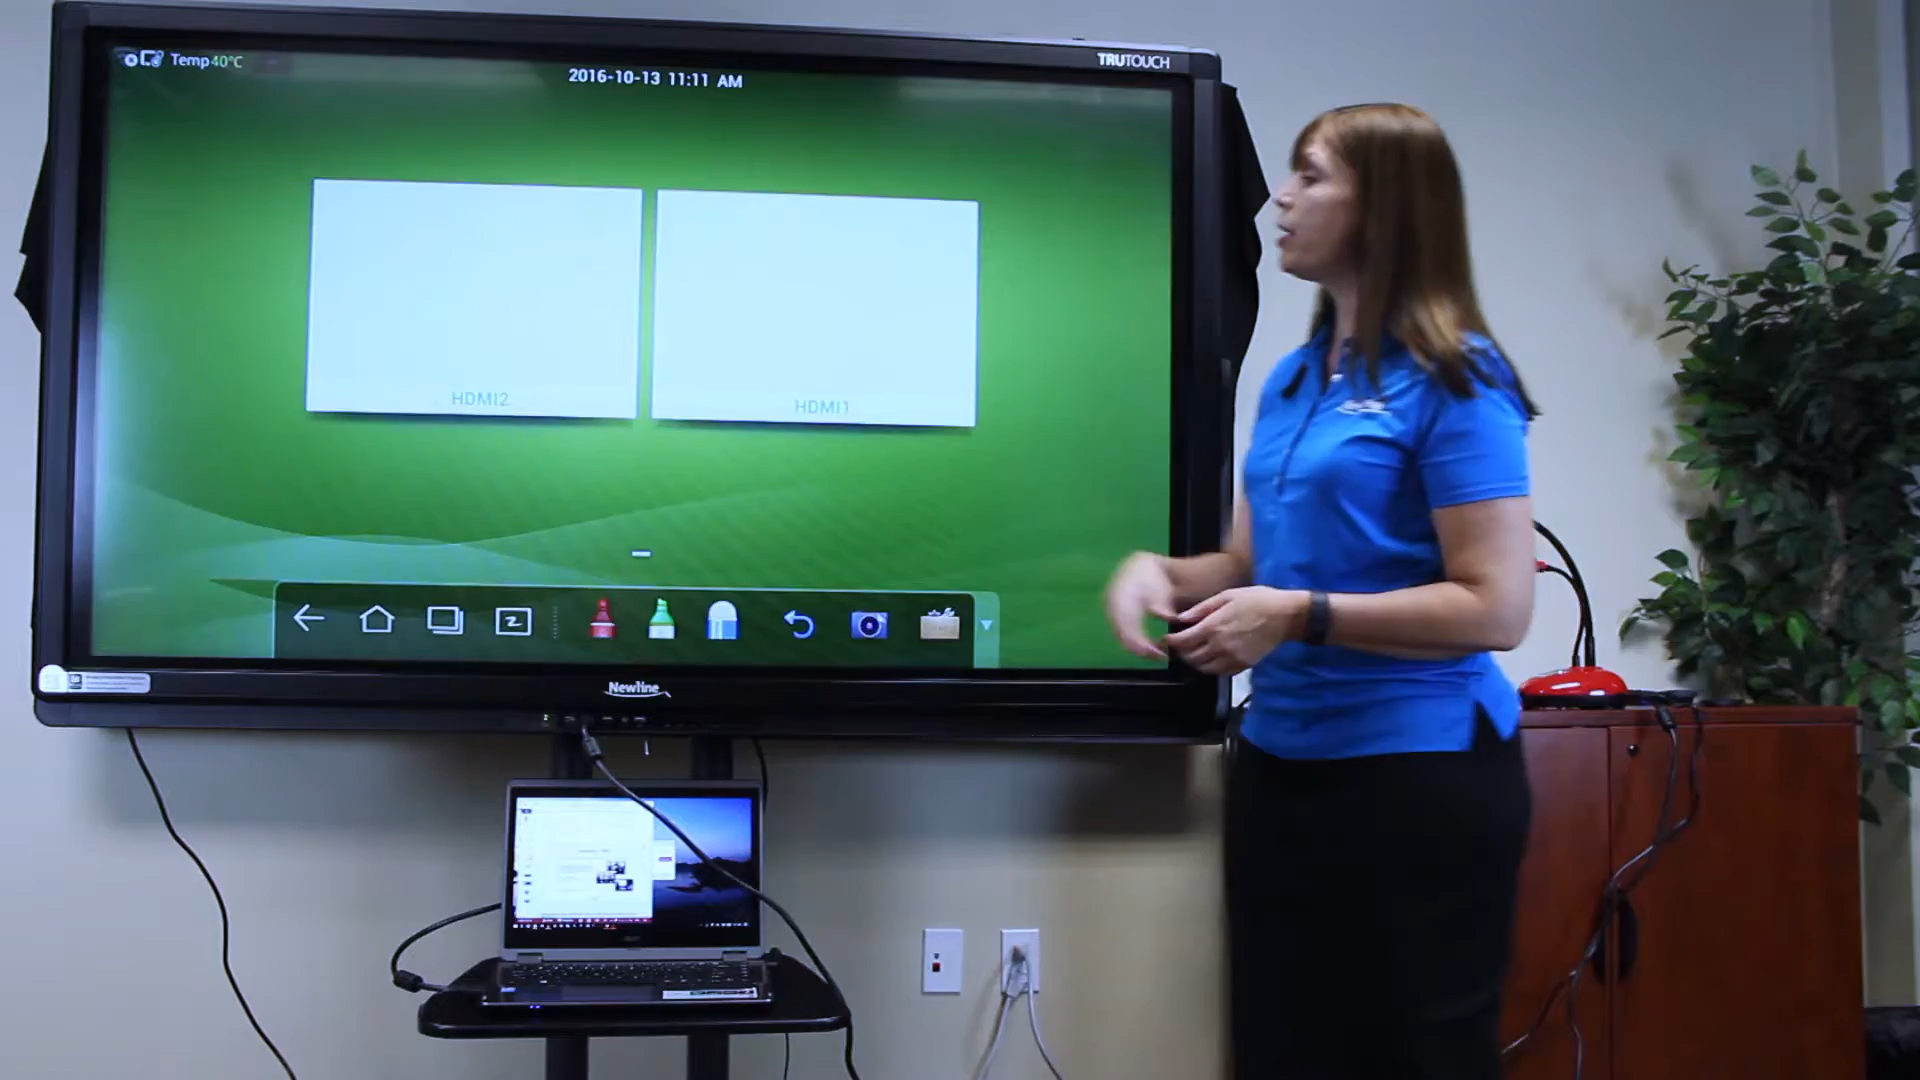 Temp40°C
TRUTOUCH
2016-10-13 11:11 AM
HDMI2
HDMI1
Newline